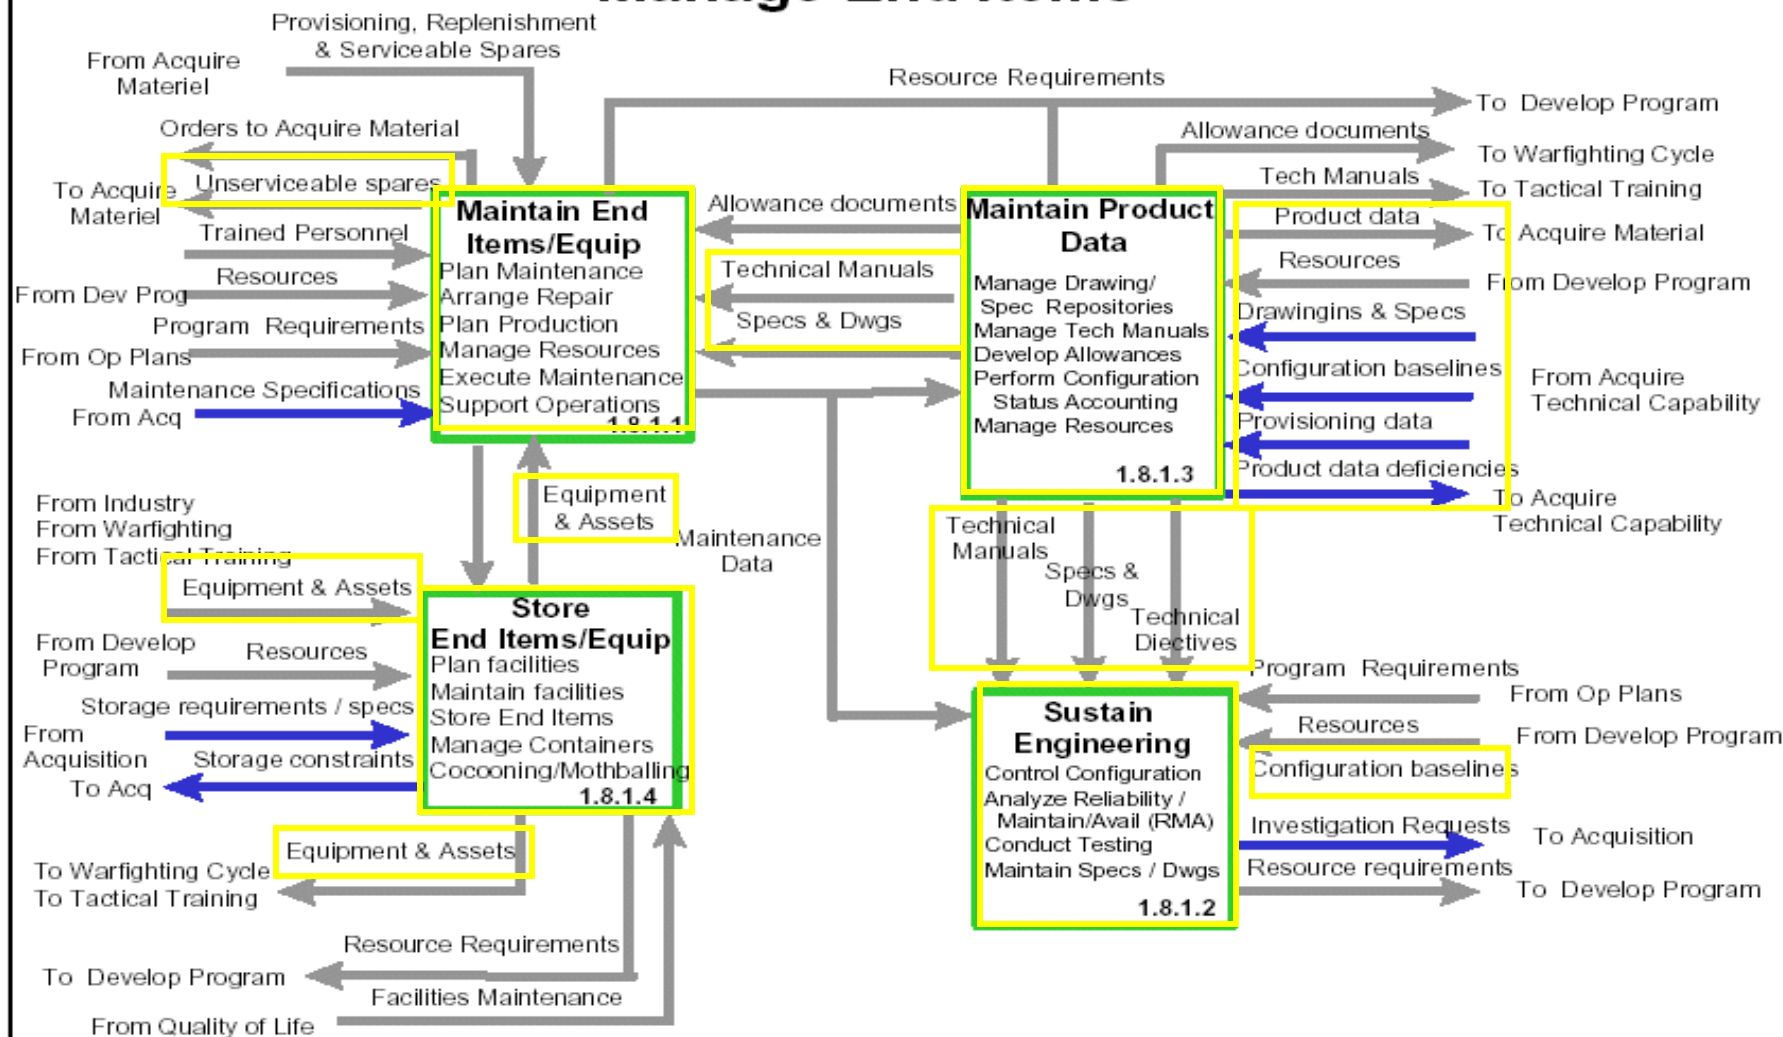 Manage End Items
Provisioning, Replenishment
& Serviceable Spares
From Acquire
Materiel
Orders to Acquire Material
Unserviceable spares
To Acquire
Materiel
Trained Personnel
Resources
From Dev Prog
Program Requirements
From Op Plans
Maintenance Specifications
From Acq
Maintain End
Items/Equip
Plan Maintenance
Arrange Repair
Plan Production
Manage Resources
Execute Maintenance
Support Operations
1.8.1.1
Resource Requirements
To Develop Program
Allowance documents
To Warfighting Cycle
Tech Manuals
To Tactical Training
Product data
To Acquire Material
Resources
From Develop Program
Drawingins & Specs
Configuration baselines
From Acquire
Technical Capability
Provisioning data
Product data deficiencies
To Acquire
Technical Capability
Allowance documents
Technical Manuals
Specs & Dwgs
Maintain Product
Data
Manage Drawing/
Spec Repositories
Manage Tech Manuals
Develop Allowances
Perform Configuration
Status Accounting
Manage Resources
1.8.1.3
Equipment
& Assets
Maintenance
Data
From Industry
From Warfighting
From Tactical Training
Equipment & Assets
From Develop
Program
Resources
Storage requirements / specs
From
Acquisition
Storage constraints
To Acq
Store
End Items/Equip
Plan facilities
Maintain facilities
Store End Items
Manage Containers
Cocooning/Mothballing
1.8.1.4
Technical
Manuals
Specs &
Dwgs
Technical
Diectives
Sustain
Engineering
Control Configuration
Analyze Reliability /
Maintain/Avail (RMA)
Conduct Testing
Maintain Specs / Dwgs
1.8.1.2
Program Requirements
From Op Plans
Resources
From Develop Program
Configuration baselines
Investigation Requests
To Acquisition
Resource requirements
To Develop Program
Equipment & Assets
To Warfighting Cycle
To Tactical Training
Resource Requirements
To Develop Program
Facilities Maintenance
From Quality of Life